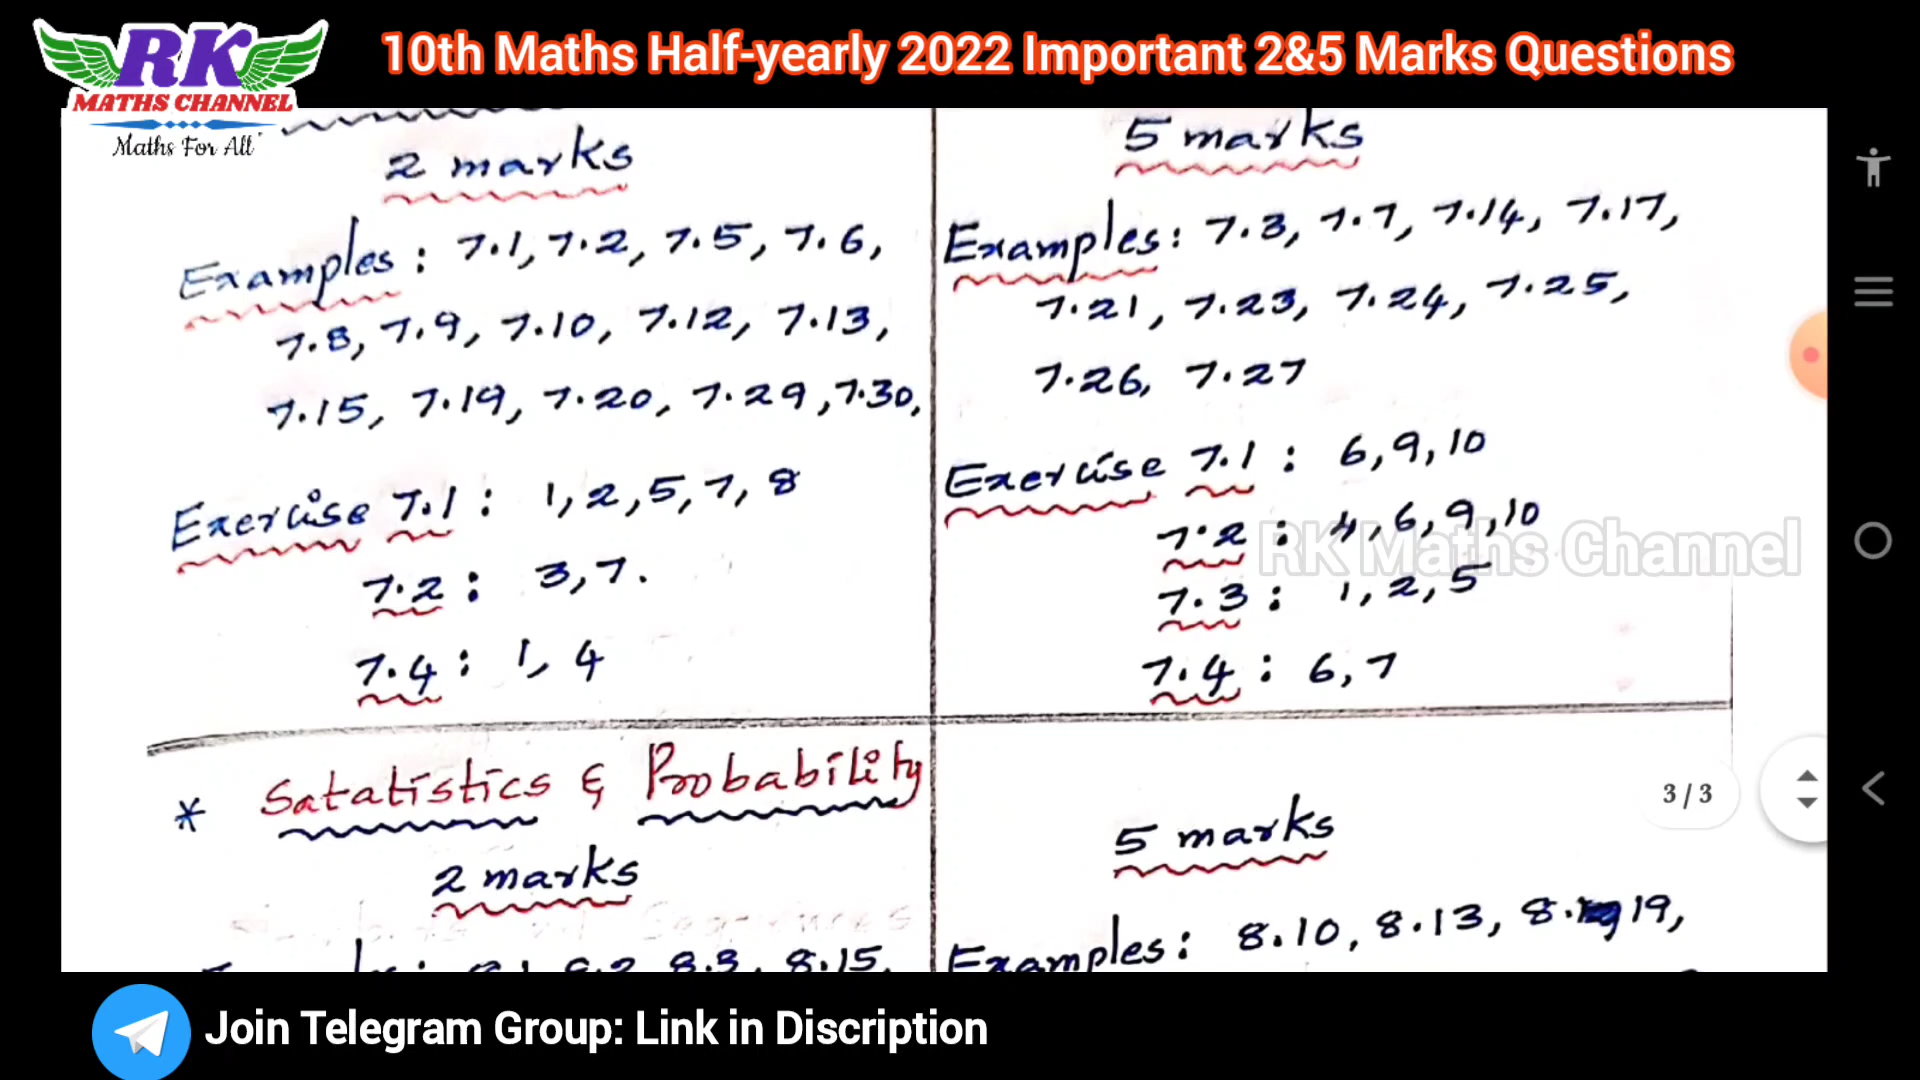 RK
MATHS CHANNEL
Maths For All
10th Maths Half-yearly 2022 Important 2&5 Marks Questions
2 marks
Examples : 7.1, 7.2, 7.5, 7.6,
7.8, 7.9, 7.10, 7.12, 7.13,
7.15, 7.19, 7.20, 7.29, 7.30,
Exercise 7.1 : 1, 2, 5, 7, 8
7.2 : 3, 7.
7.4 : 1, 4
5 marks
Examples : 7.3, 7.7, 7.14, 7.17,
7.21, 7.23, 7.24, 7.25,
7.26, 7.27
Exercise 7.1 : 6, 9, 10
7.2 : 4, 6, 9, 10
7.3 : 1, 2, 5
7.4 : 6, 7
RK Maths Channel
* Satatistics & Probability
2 marks
8.3, 8.15,
5 marks
Examples : 8.10, 8.13, 8.19,
3 / 3
Join Telegram Group: Link in Discription